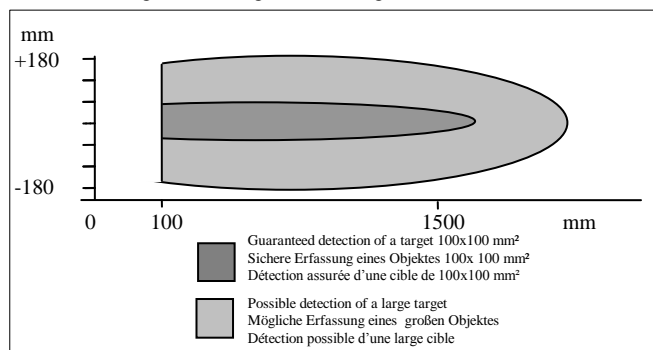 mm
+180
-180
0 100 1500 mm
Guaranteed detection of a target 100x100 mm²
Sichere Erfassung eines Objektes 100x 100 mm²
Détection assurée d'une cible de 100x100 mm²
Possible detection of a large target
Mögliche Erfassung eines großen Objektes
Détection possible d'une large cible